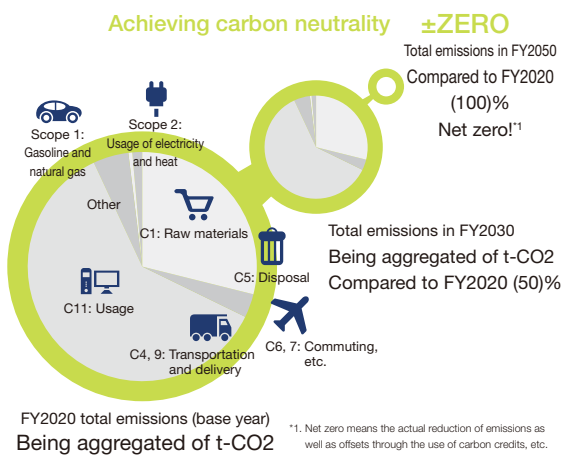 Achieving carbon neutrality ±ZERO
Total emissions in FY2050
Compared to FY2020
(100)%
Net zero!*1
Scope 1:
Gasoline and
natural gas
Scope 2:
Usage of electricity
and heat
Other
C1: Raw materials
C5: Disposal
C11: Usage
C4, 9: Transportation
and delivery
C6, 7: Commuting,
etc.
Total emissions in FY2030
Being aggregated of t-CO2
Compared to FY2020 (50)%
FY2020 total emissions (base year)
Being aggregated of t-CO2
*1. Net zero means the actual reduction of emissions as
well as offsets through the use of carbon credits, etc.